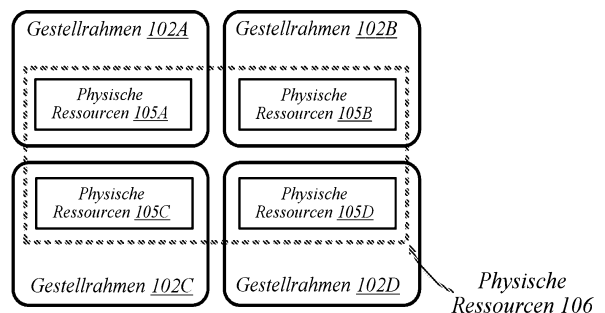 Gestellrahmen 102A
Gestellrahmen 102B
Physische
Ressourcen 105A
Physische
Ressourcen 105B
Physische
Ressourcen 105C
Physische
Ressourcen 105D
Gestellrahmen 102C
Gestellrahmen 102D
Physische
Ressourcen 106